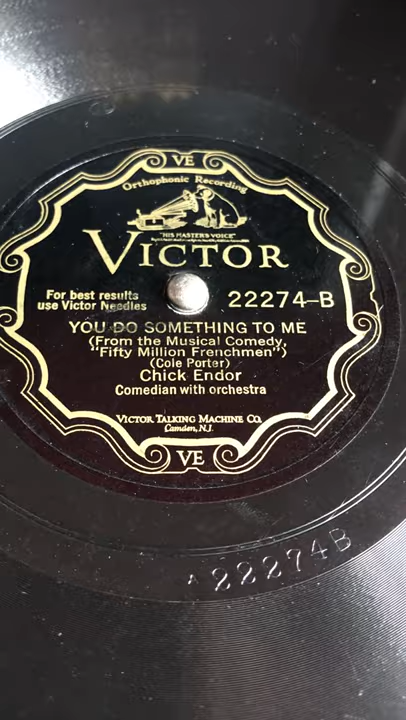 VE
Orthophonic Recording
"HIS MASTER'S VOICE"
VICTOR
For best results
use Victor Needles
22274-B
YOU DO SOMETHING TO ME
(From the Musical Comedy,
"Fifty Million Frenchmen")
(Cole Porter)
Chick Endor
Comedian with orchestra
VICTOR TALKING MACHINE CO.
Camden, N.J.
VE
22274B